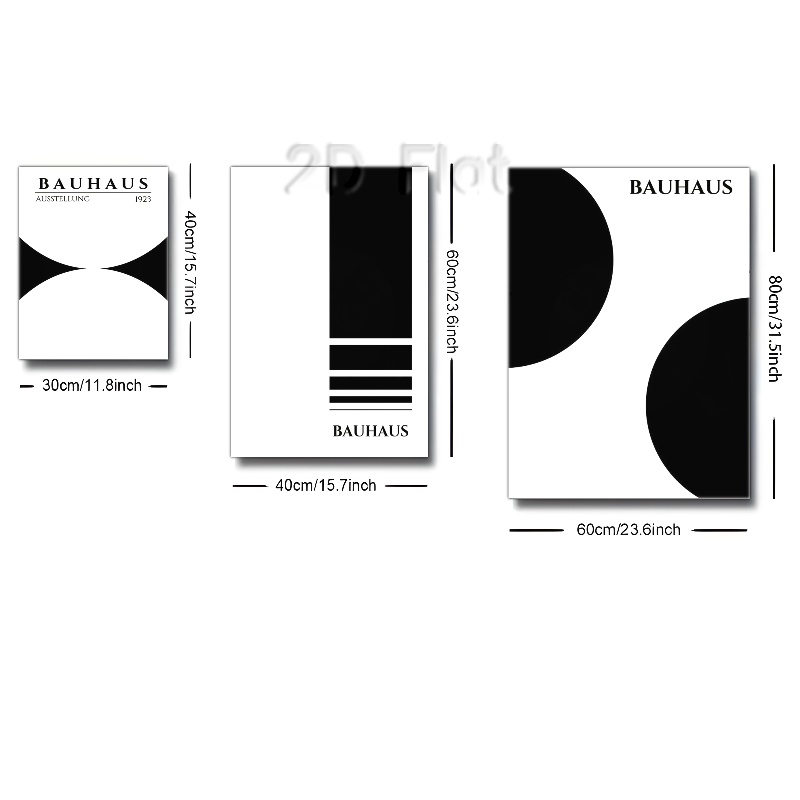 2D Flat
BAUHAUS
AUSSTELLUNG 1923
40cm/15.7inch
30cm/11.8inch
BAUHAUS
60cm/23.6inch
40cm/15.7inch
BAUHAUS
80cm/31.5inch
60cm/23.6inch